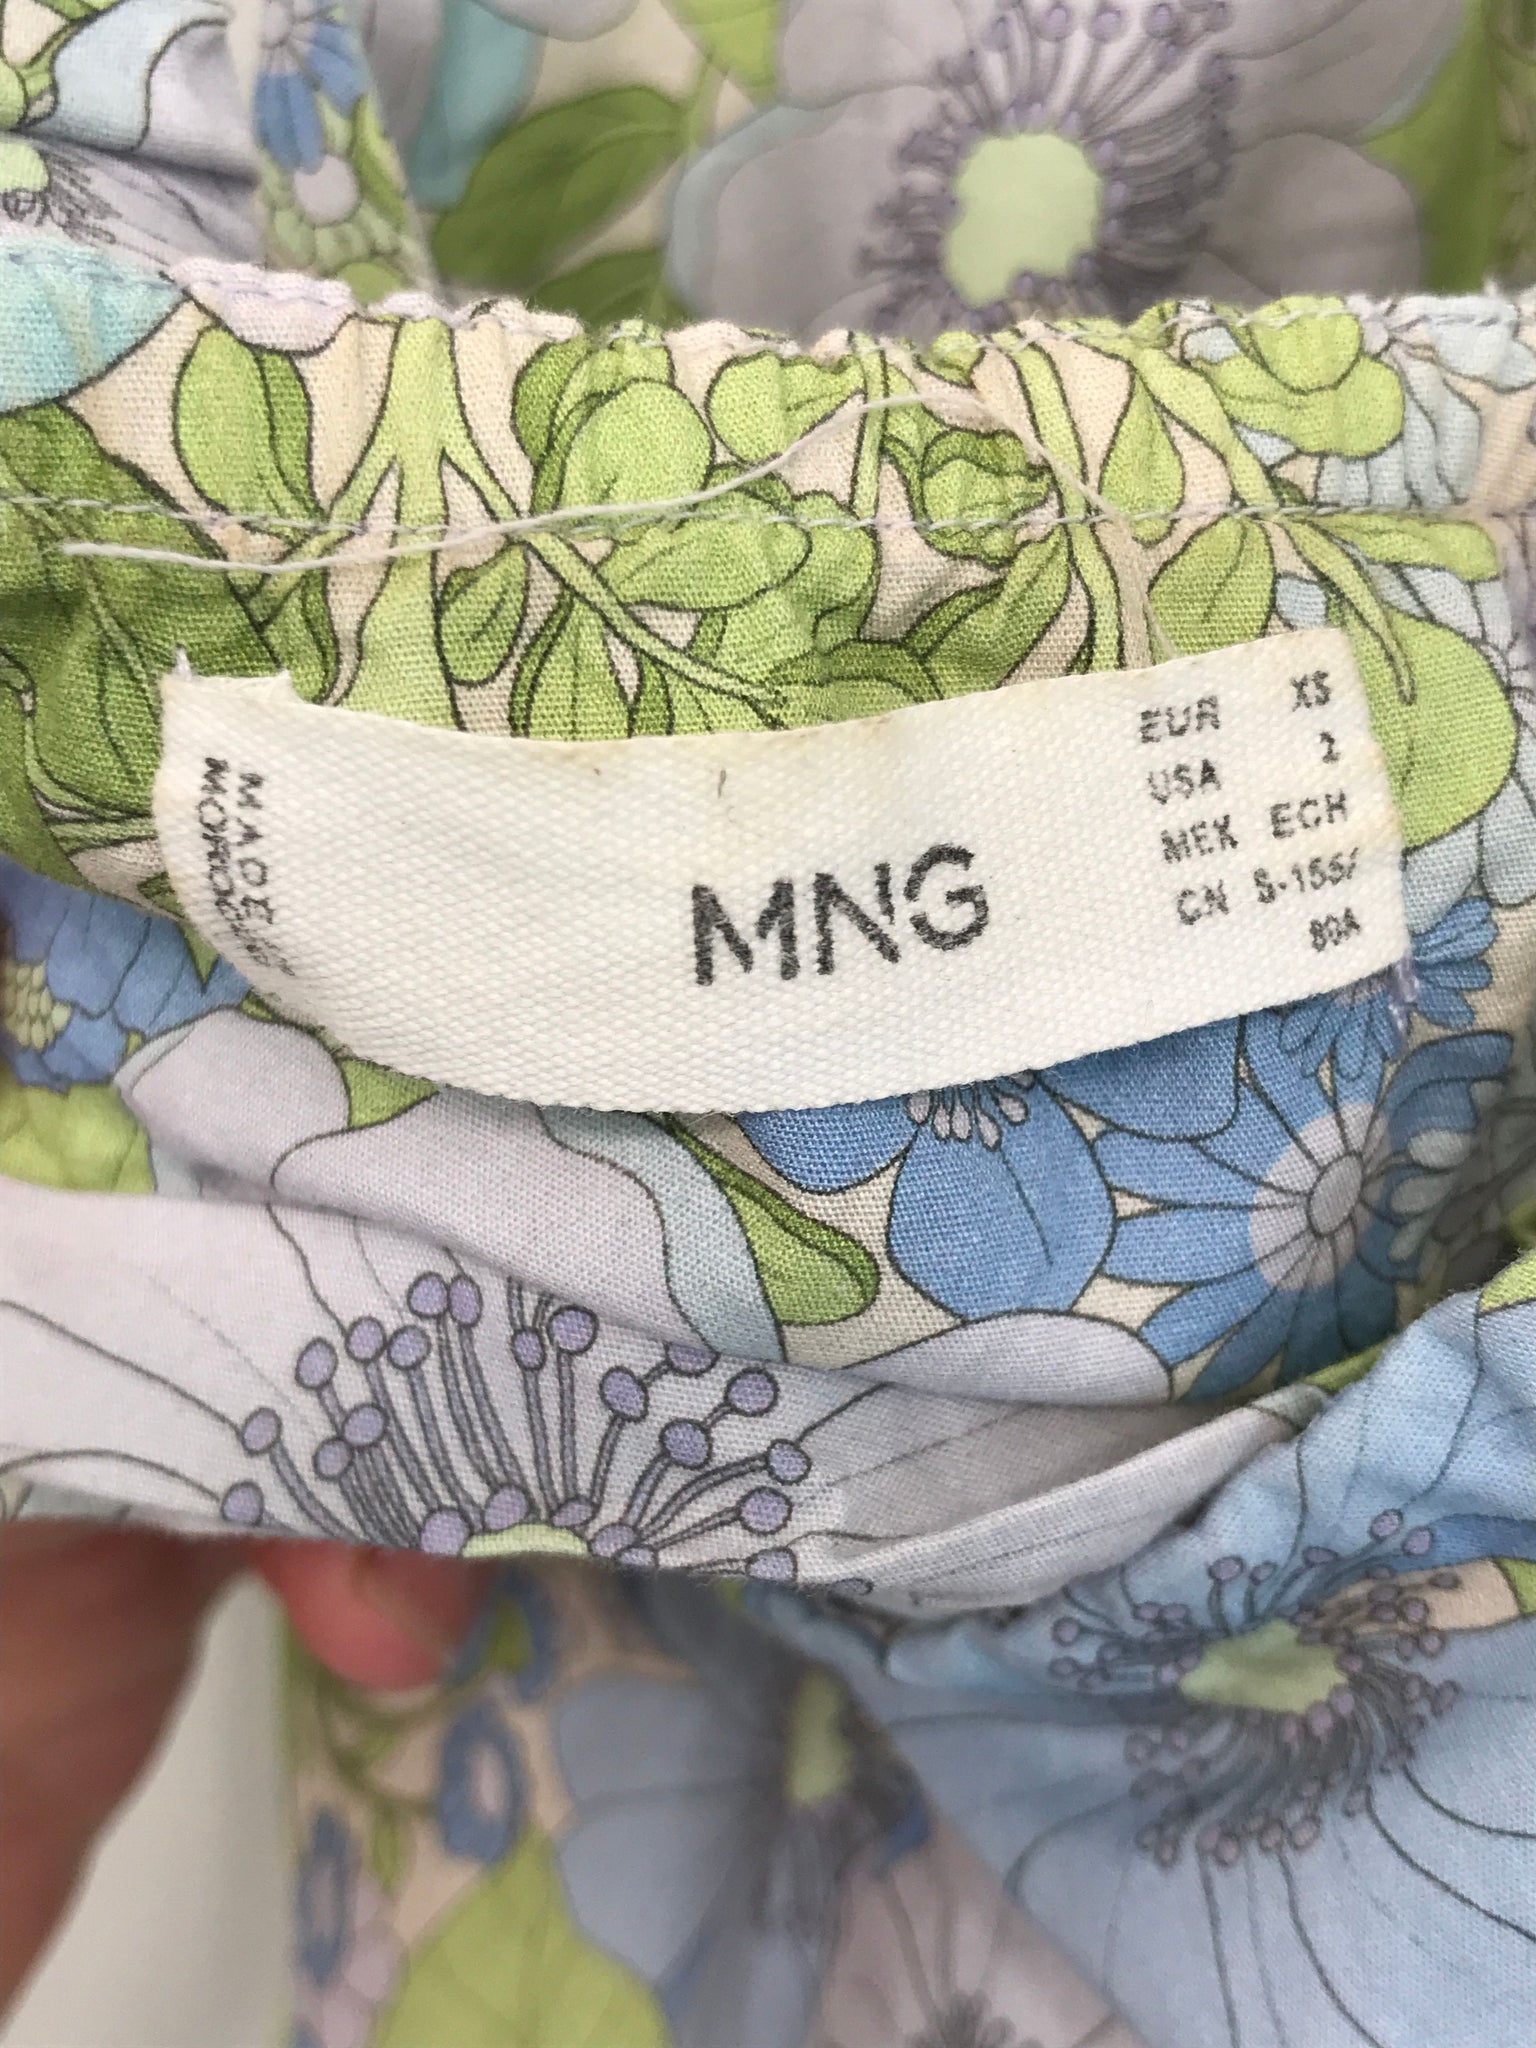 MADE IN
MOROCCO
MNG
EUR XS
USA 2
MEX ECH
CN S-155/
80A